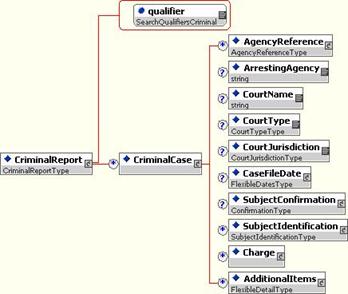 qualifier
SearchQualifiersCriminal
AgencyReference
AgencyReferenceType
ArrestingAgency
string
CourtName
string
CourtType
CourtTypeType
CriminalReport
CriminalReportType
CriminalCase
CourtJurisdiction
CourtJurisdictionType
CaseFileDate
FlexibleDatesType
SubjectConfirmation
ConfirmationType
SubjectIdentification
SubjectIdentificationType
Charge
AdditionalItems
FlexibleDetailType